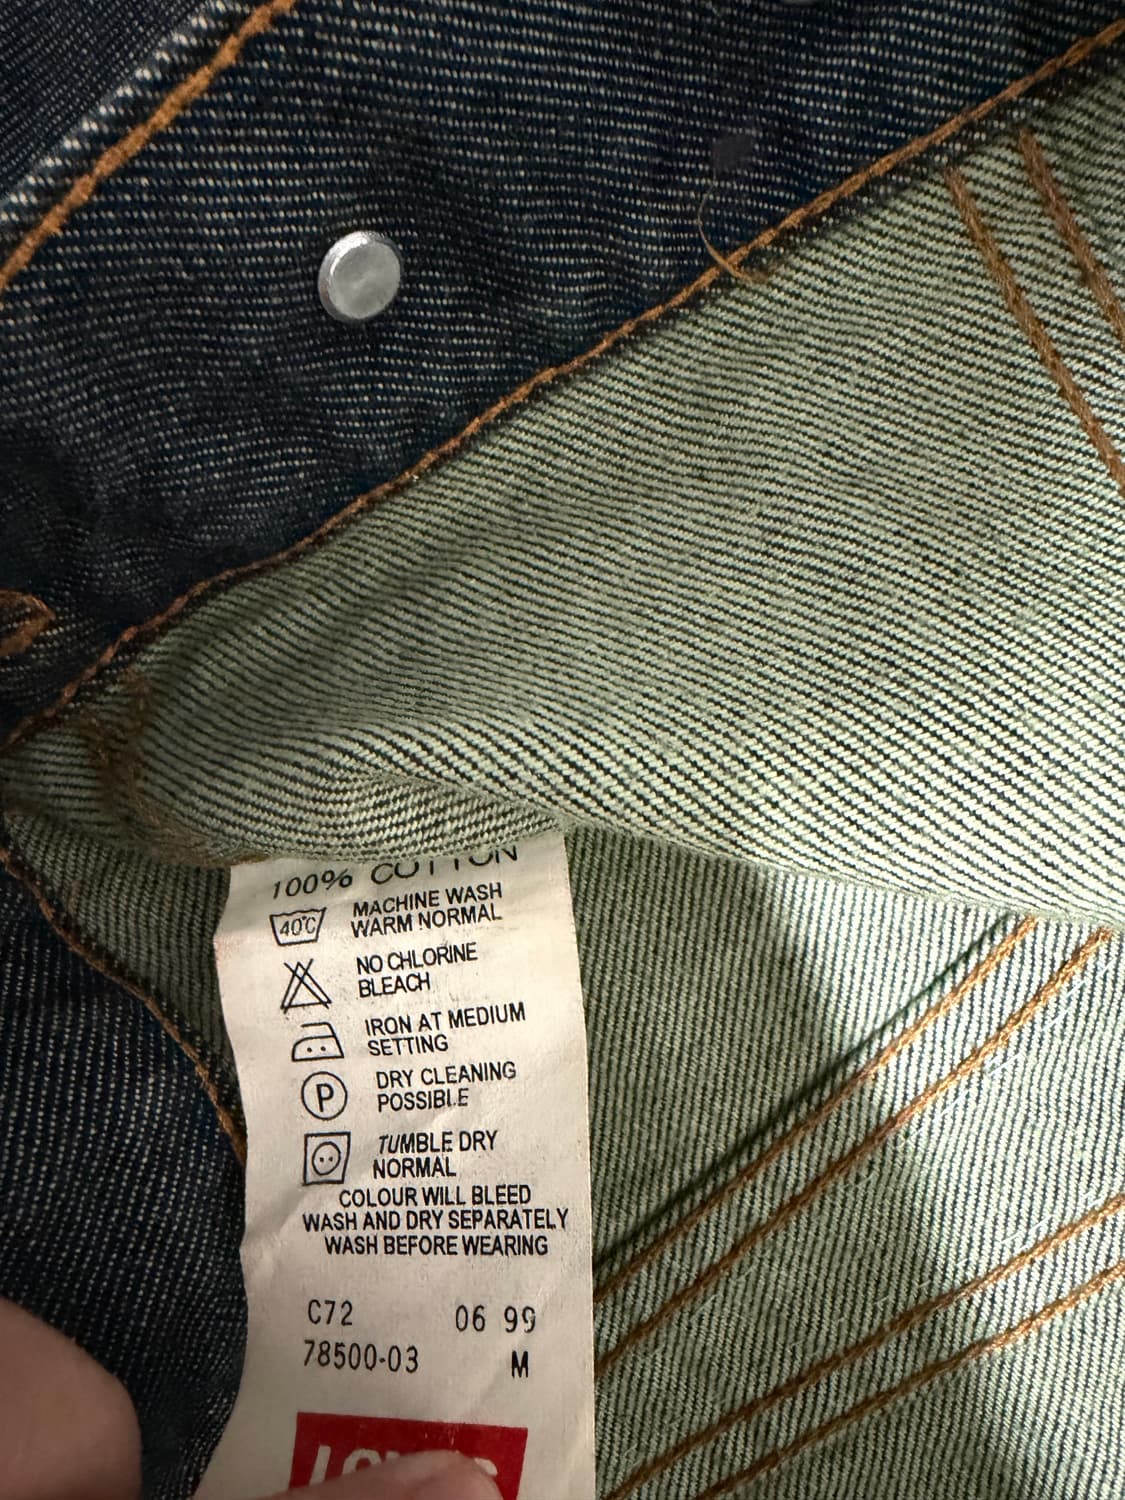 100% COTTON
40°C MACHINE WASH
WARM NORMAL
NO CHLORINE
BLEACH
IRON AT MEDIUM
SETTING
P DRY CLEANING
POSSIBLE
TUMBLE DRY
NORMAL
COLOUR WILL BLEED
WASH AND DRY SEPARATELY
WASH BEFORE WEARING
C72 06 99
78500-03 M